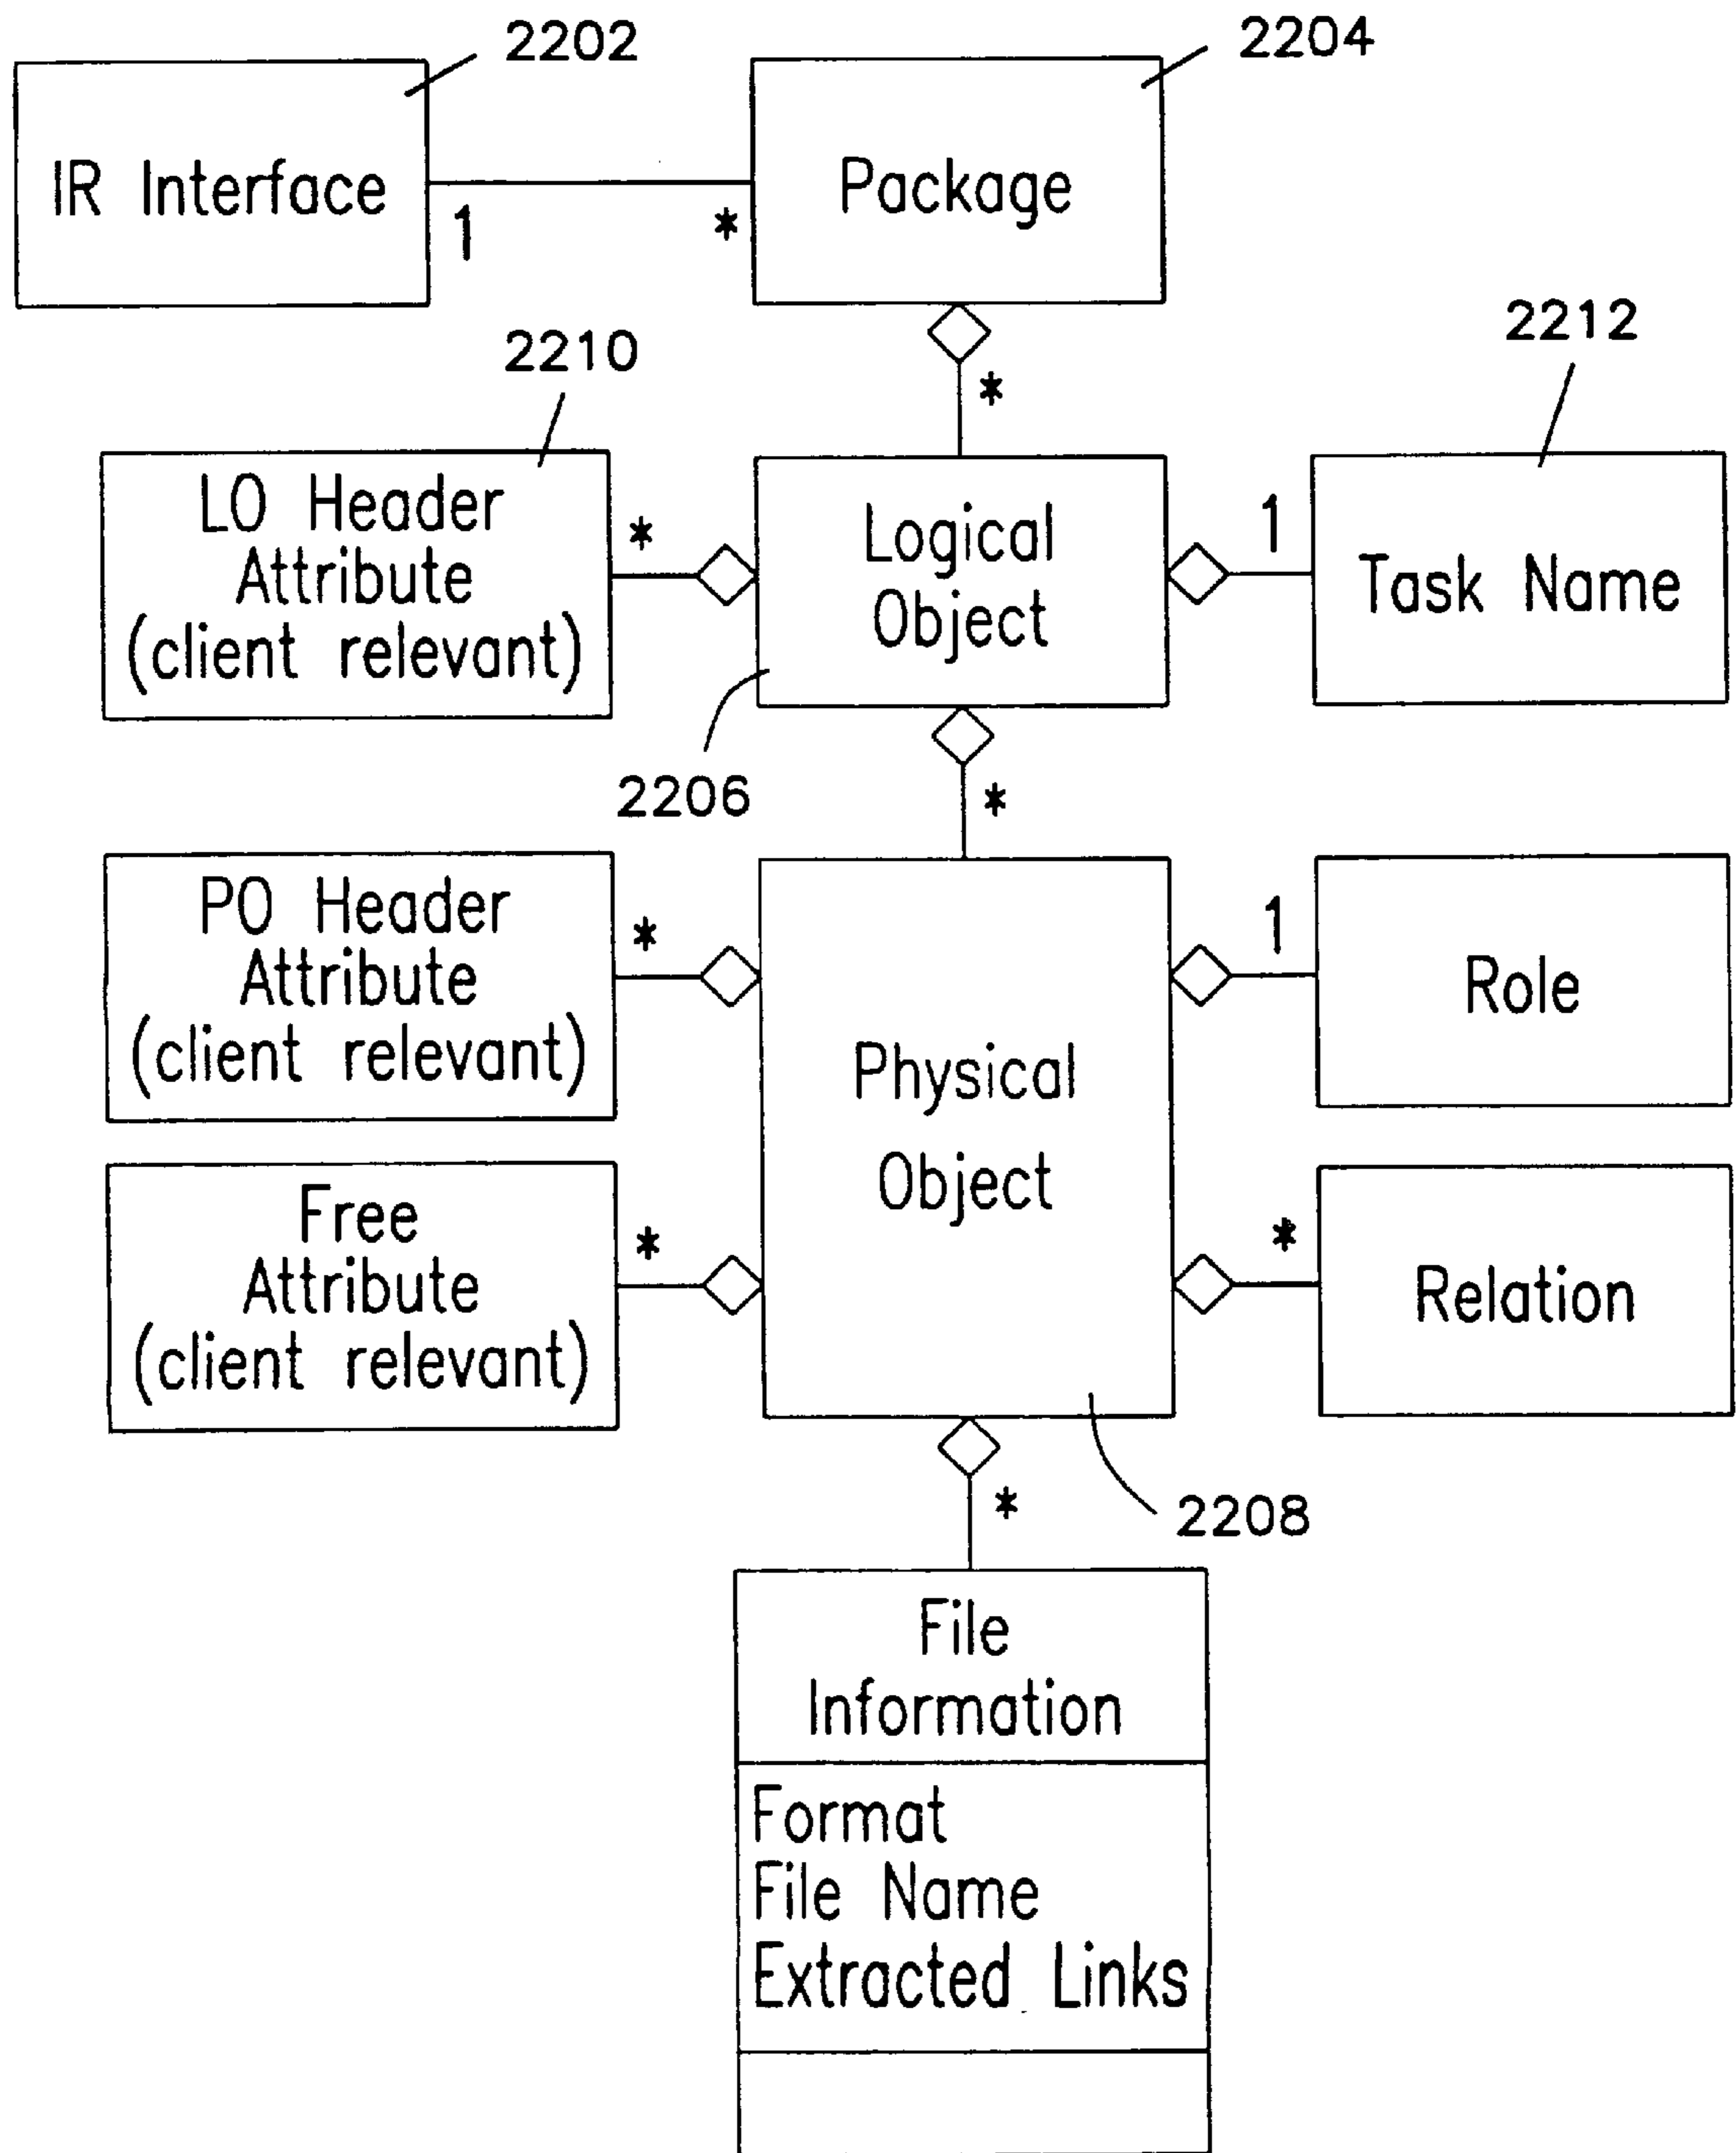 2202
2204
IR Interface
1
*
Package
*
2210
2212
LO Header
Attribute
(client relevant)
*
Logical
Object
1
Task Name
2206
*
PO Header
Attribute
(client relevant)
*
Physical
Object
1
Role
Free
Attribute
(client relevant)
*
*
Relation
2208
*
File
Information
Format
File Name
Extracted Links